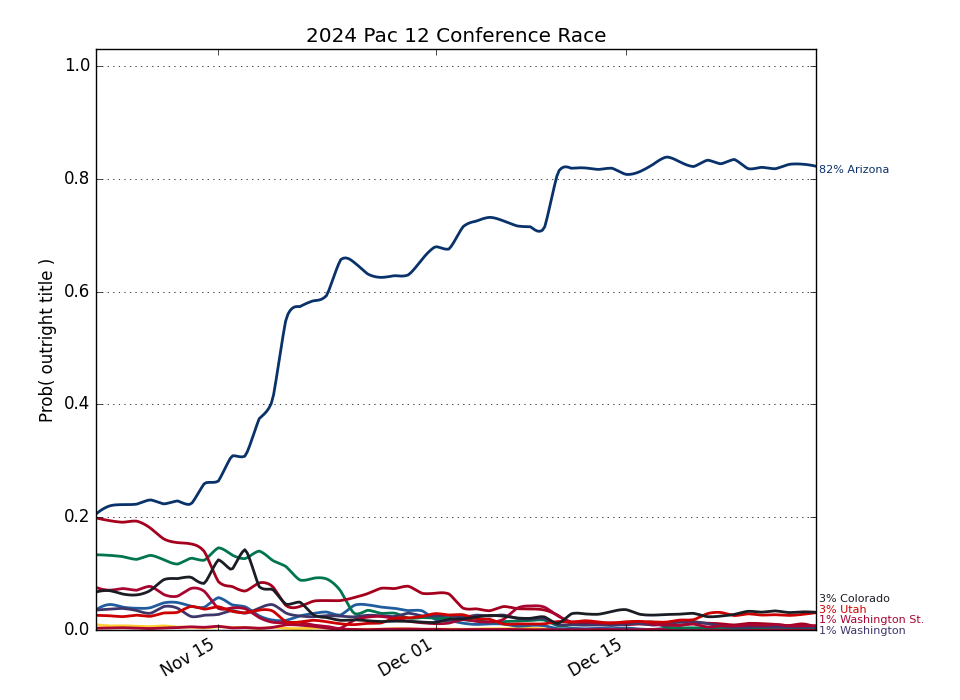 2024 Pac 12 Conference Race
1.0
0.8
0.6
0.4
0.2
0.0
Prob( outright title )
Nov 15
Dec 01
Dec 15
82% Arizona
3% Colorado
3% Utah
1% Washington St.
1% Washington